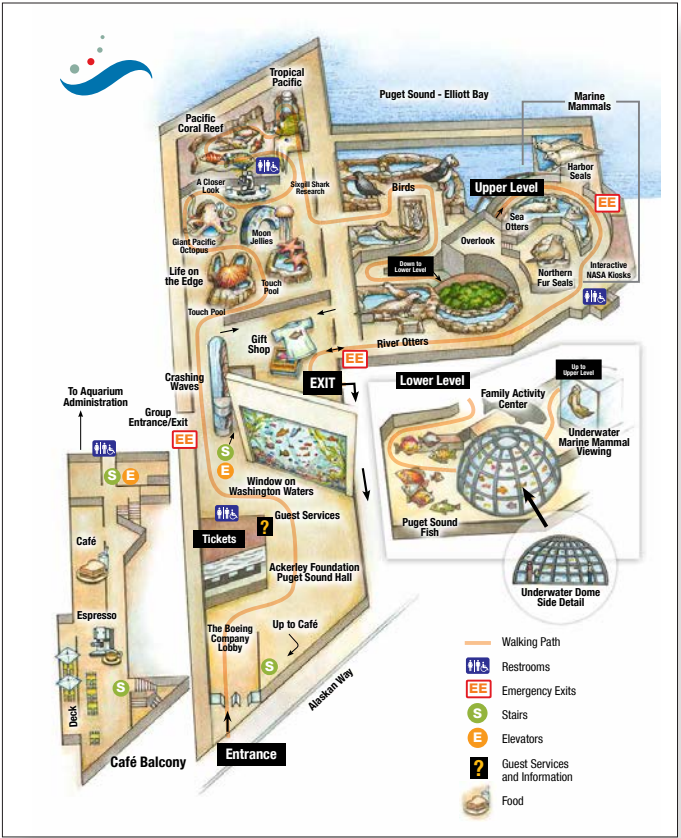 Tropical
Pacific
Puget Sound - Elliott Bay
Marine
Mammals
Pacific
Coral Reef
Harbor
Seals
A Closer
Look
Sixgill Shark
Research
Birds
Upper Level
EE
Sea
Otters
Giant Pacific
Octopus
Moon
Jellies
Overlook
Down to
Lower Level
Northern
Fur Seals
Interactive
NASA Kiosks
Life on
the Edge
Touch
Pool
Touch Pool
Gift
Shop
River Otters
EE
EXIT
Crashing
Waves
Lower Level
Up to
Upper Level
Family Activity
Center
Underwater
Marine Mammal
Viewing
Puget Sound
Fish
Underwater Dome
Side Detail
To Aquarium
Administration
Group
Entrance/Exit
EE
S
E
S
E
Window on
Washington Waters
Guest Services
?
Tickets
Café
Ackerley Foundation
Puget Sound Hall
Espresso
The Boeing
Company
Lobby
Up to Café
S
S
Deck
Alaskan Way
Café Balcony
Entrance
Walking Path
Restrooms
EE Emergency Exits
S Stairs
E Elevators
? Guest Services
and Information
Food